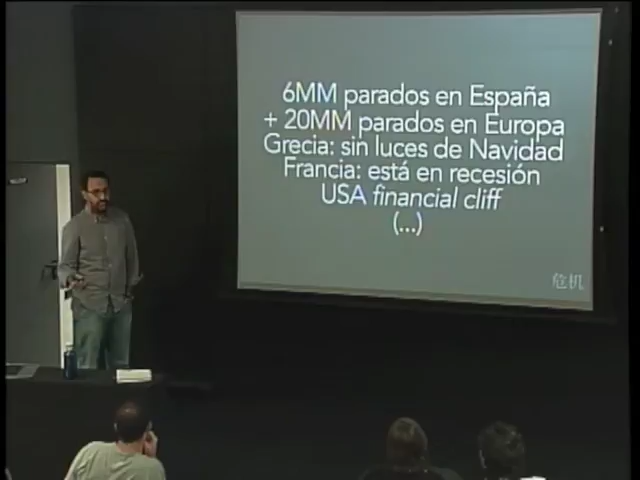 6MM parados en España
+ 20MM parados en Europa
Grecia: sin luces de Navidad
Francia: está en recesión
USA financial cliff
(...)
危机